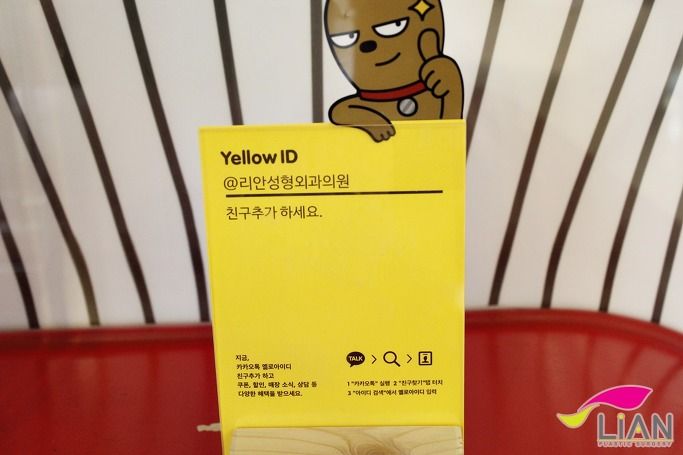 Yellow ID
@리안성형외과의원
친구추가 하세요.
지금,
카카오톡 옐로아이디
친구추가 하고
쿠폰, 할인, 매장 소식, 상담 등
다양한 혜택을 받으세요.
TALK
1 "카카오톡" 실행 2 "친구찾기"탭 터치
3 "아이디 검색"에서 옐로아이디 입력
LIAN
PLASTIC SURGERY